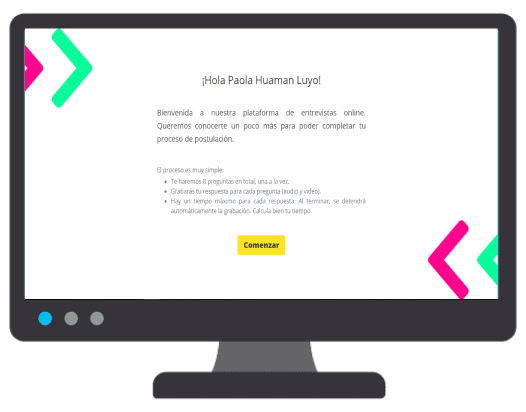 ¡Hola Paola Huaman Luyo!
Bienvenida a nuestra plataforma de entrevistas online.
Queremos conocerte un poco más para poder completar tu
proceso de postulación.
El proceso es muy simple:
• Te haremos 8 preguntas en total, una a la vez.
• Grabarás tu respuesta para cada pregunta (audio y video).
• Hay un tiempo máximo para cada respuesta. Al terminar, se detendrá
automáticamente la grabación. Calcula bien tu tiempo.
Comenzar